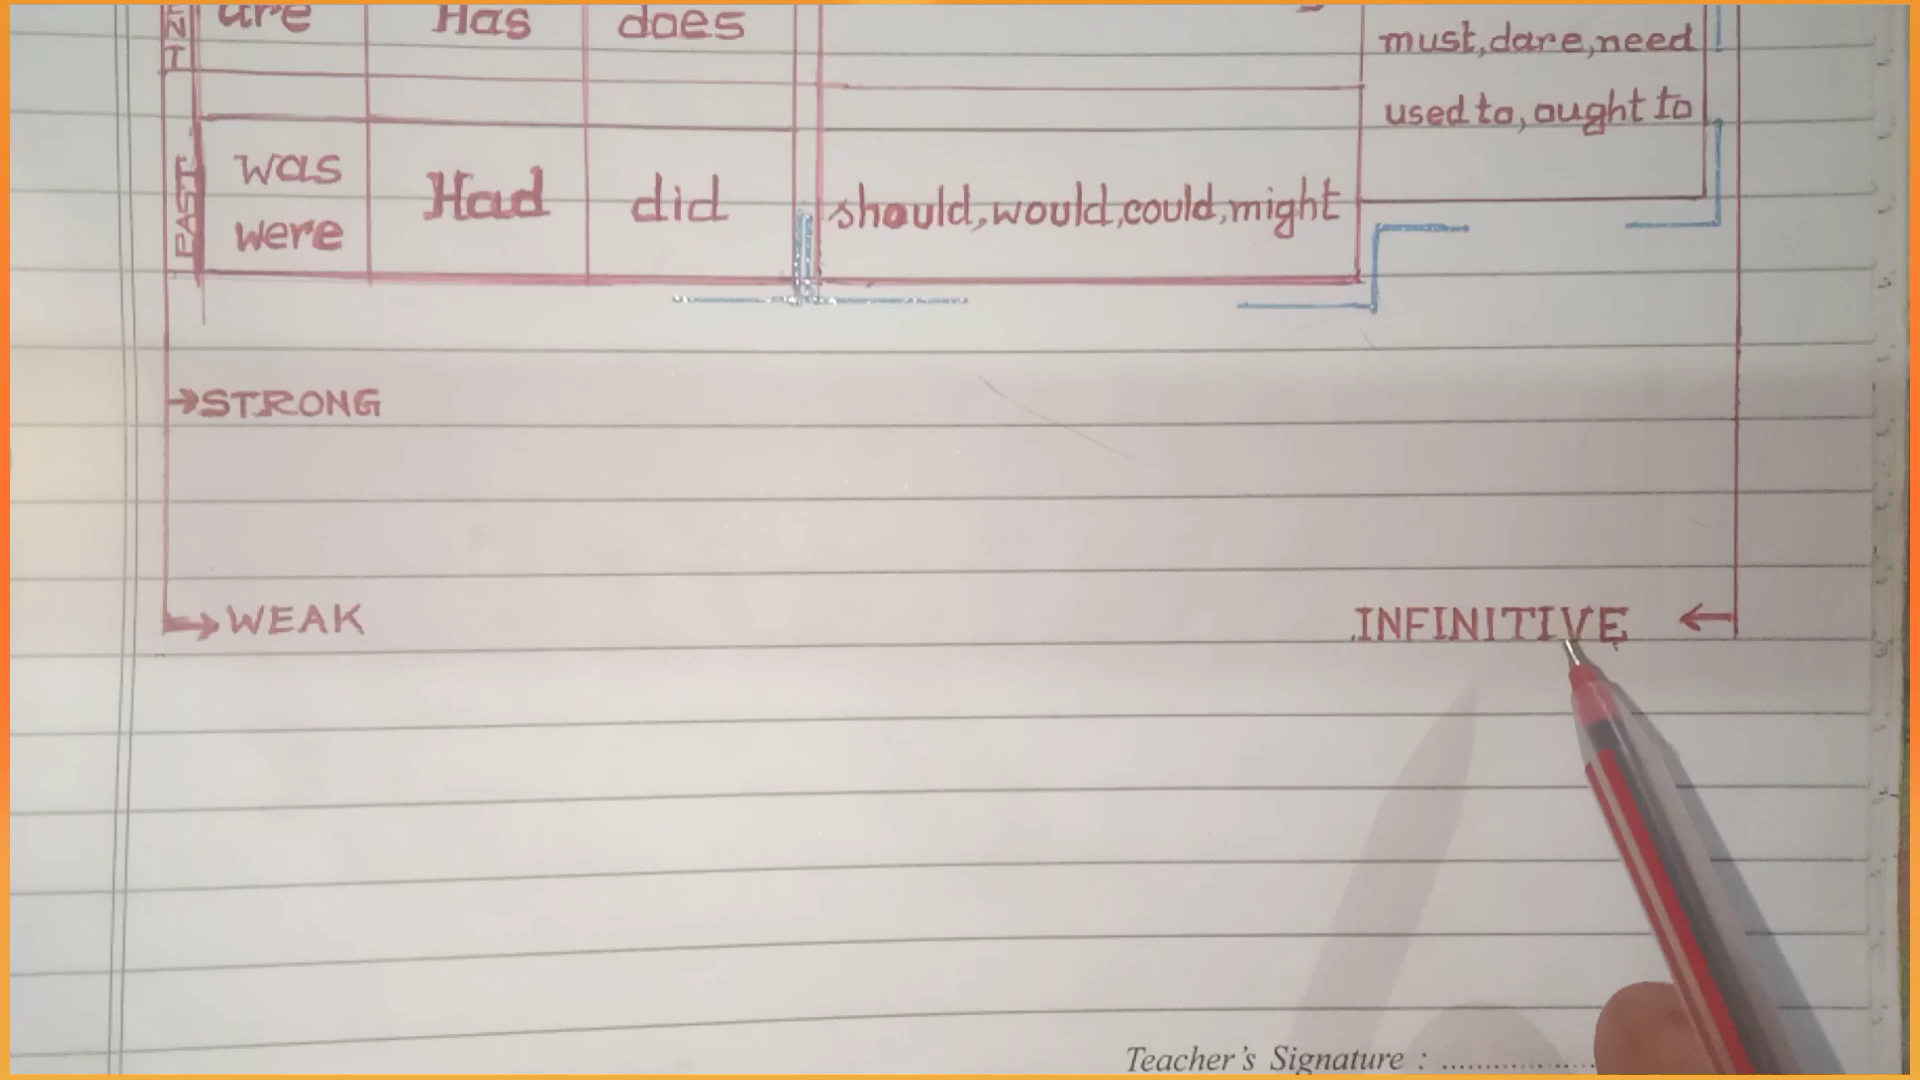 are Has does
must,dare,need
used to, ought to
PAST was were Had did should,would,could,might
→STRONG
→WEAK INFINITIVE ←
Teacher's Signature : ..................